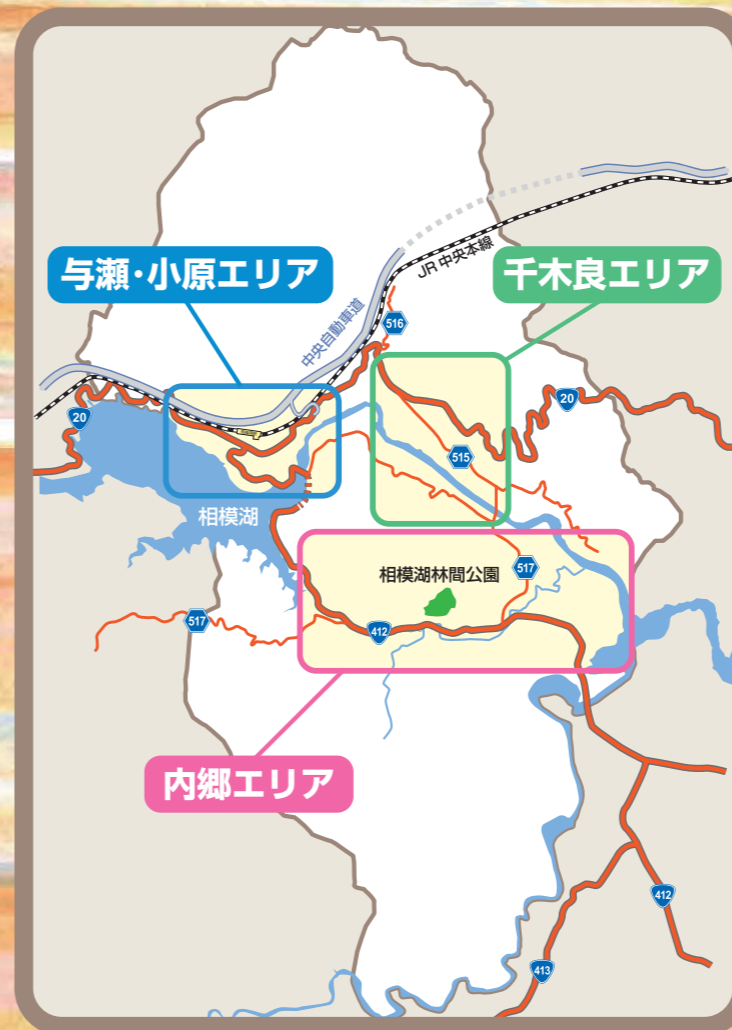 JR 中央本線
与瀬・小原エリア
千木良エリア
中央自動車道
516
20
20
515
相模湖
相模湖林間公園
517
517
412
内郷エリア
412
413